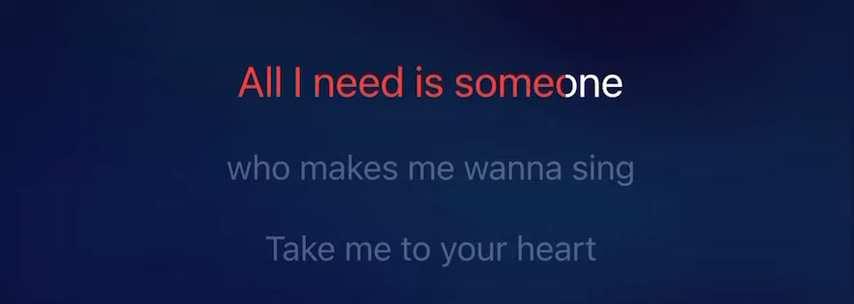 All I need is someone
who makes me wanna sing
Take me to your heart